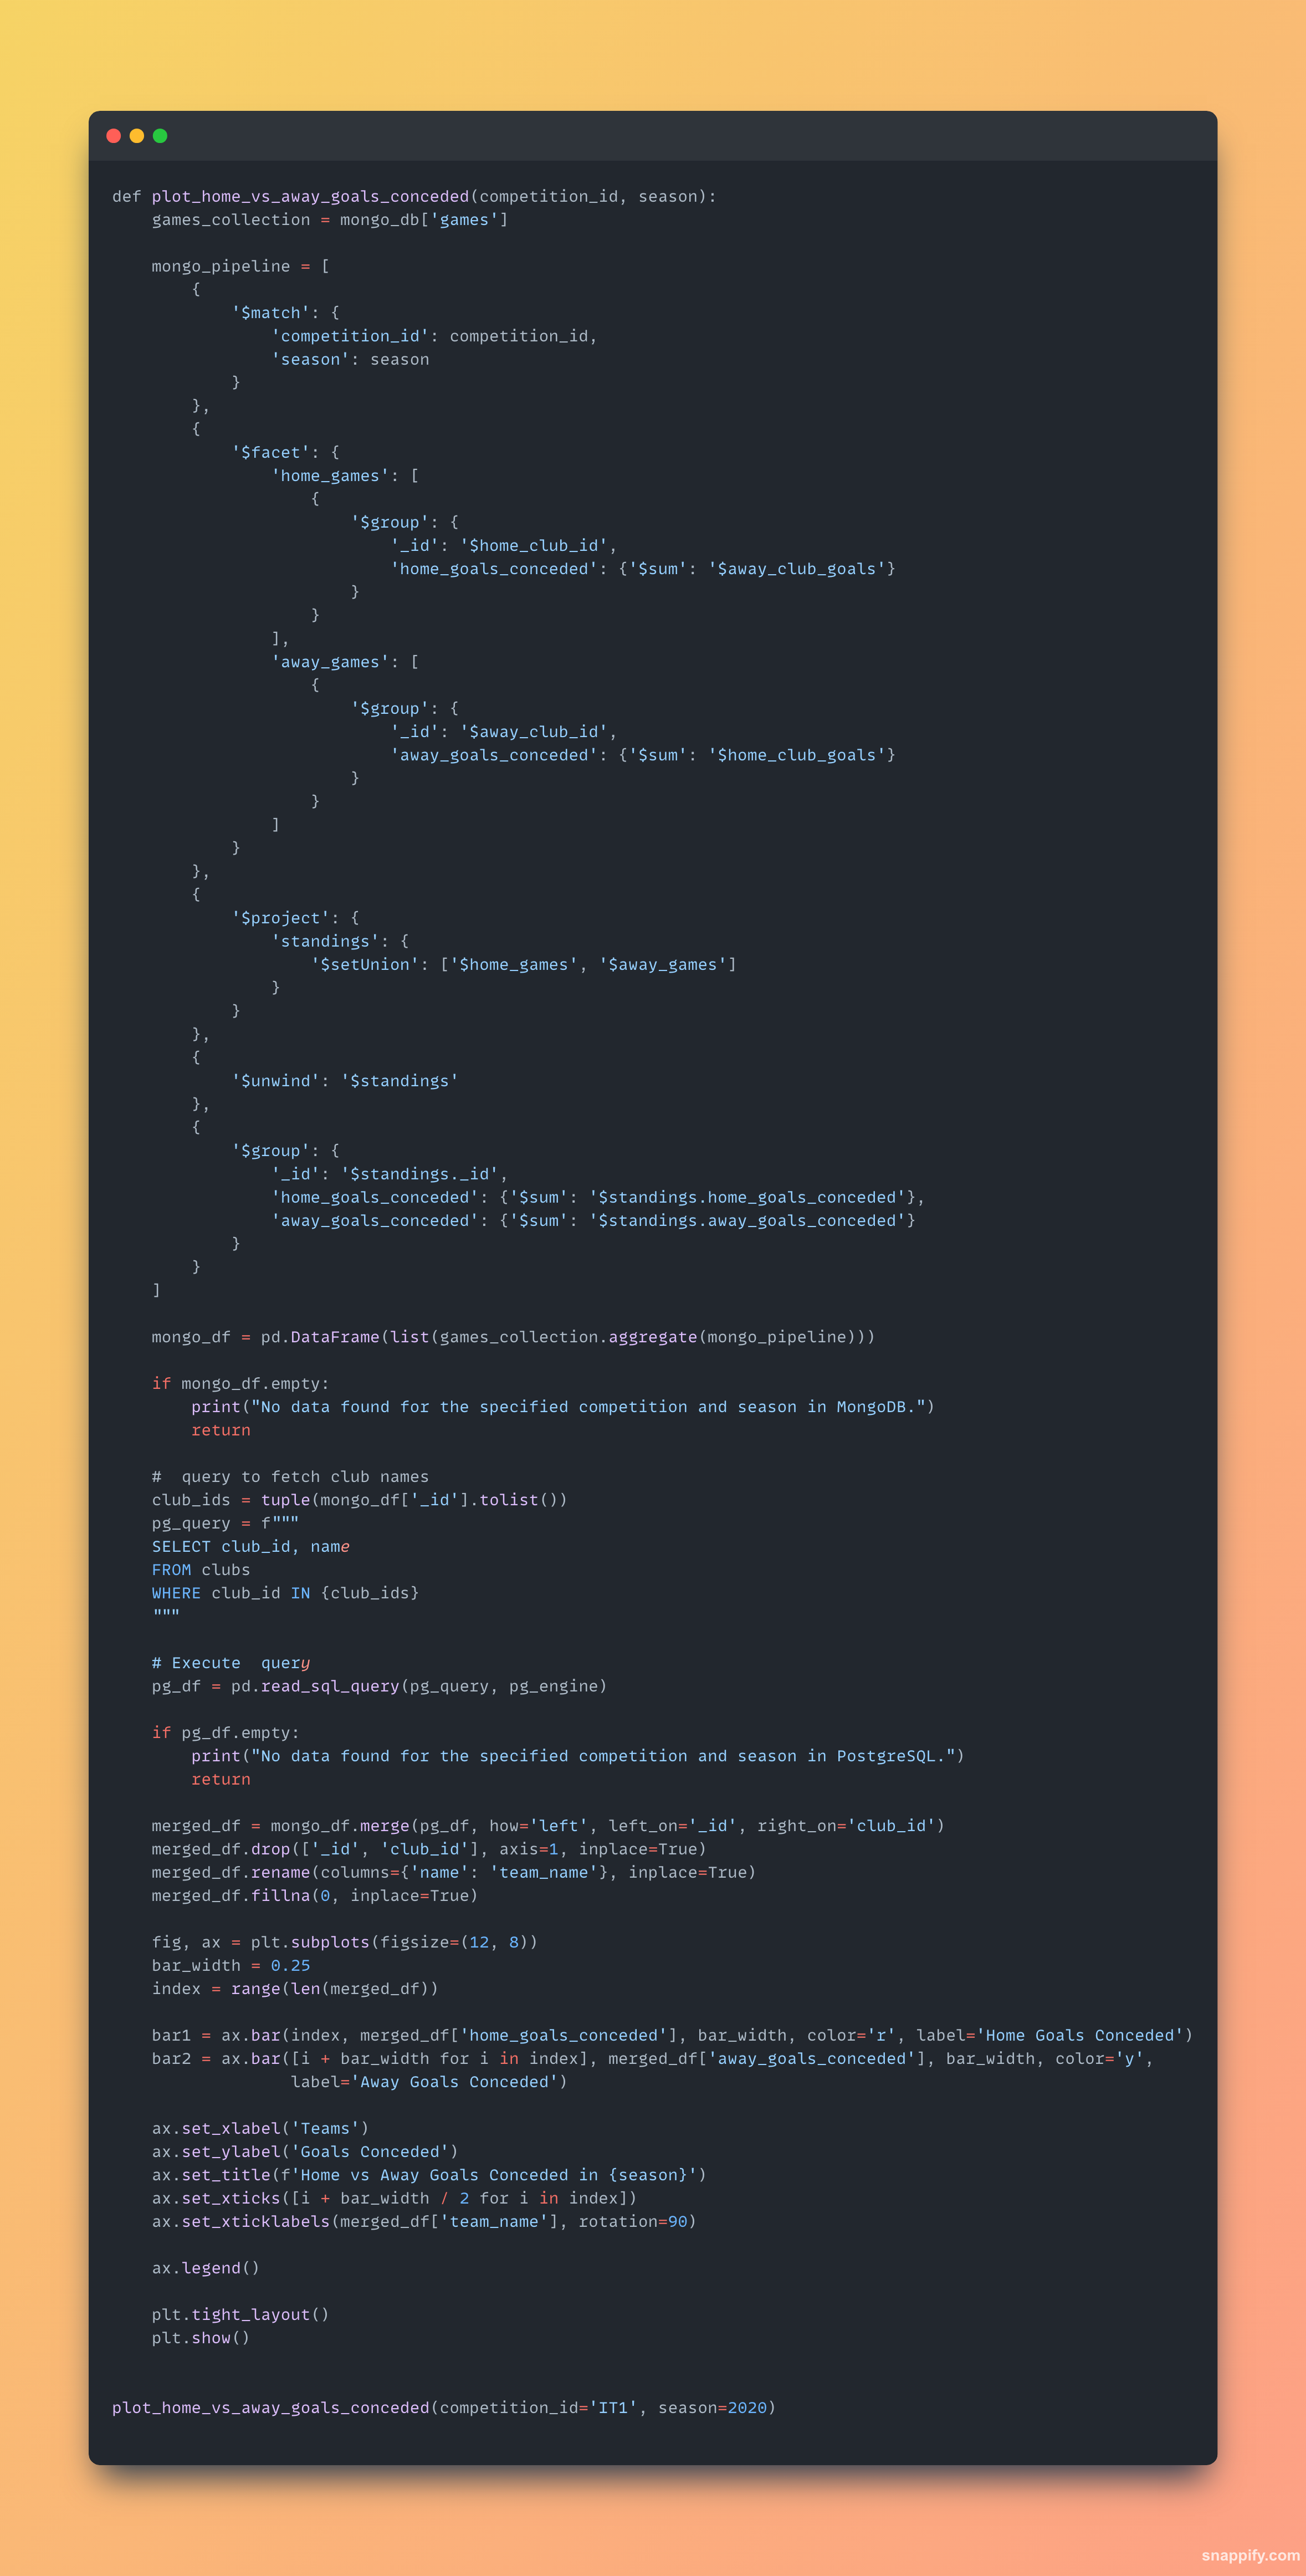 def plot_home_vs_away_goals_conceded(competition_id, season):
    games_collection = mongo_db['games']

    mongo_pipeline = [
        {
            '$match': {
                'competition_id': competition_id,
                'season': season
            }
        },
        {
            '$facet': {
                'home_games': [
                    {
                        '$group': {
                            '_id': '$home_club_id',
                            'home_goals_conceded': {'$sum': '$away_club_goals'}
                        }
                    }
                ],
                'away_games': [
                    {
                        '$group': {
                            '_id': '$away_club_id',
                            'away_goals_conceded': {'$sum': '$home_club_goals'}
                        }
                    }
                ]
            }
        },
        {
            '$project': {
                'standings': {
                    '$setUnion': ['$home_games', '$away_games']
                }
            }
        },
        {
            '$unwind': '$standings'
        },
        {
            '$group': {
                '_id': '$standings._id',
                'home_goals_conceded': {'$sum': '$standings.home_goals_conceded'},
                'away_goals_conceded': {'$sum': '$standings.away_goals_conceded'}
            }
        }
    ]

    mongo_df = pd.DataFrame(list(games_collection.aggregate(mongo_pipeline)))

    if mongo_df.empty:
        print("No data found for the specified competition and season in MongoDB.")
        return

    #  query to fetch club names
    club_ids = tuple(mongo_df['_id'].tolist())
    pg_query = f"""
    SELECT club_id, name
    FROM clubs
    WHERE club_id IN {club_ids}
    """

    # Execute  query
    pg_df = pd.read_sql_query(pg_query, pg_engine)

    if pg_df.empty:
        print("No data found for the specified competition and season in PostgreSQL.")
        return

    merged_df = mongo_df.merge(pg_df, how='left', left_on='_id', right_on='club_id')
    merged_df.drop(['_id', 'club_id'], axis=1, inplace=True)
    merged_df.rename(columns={'name': 'team_name'}, inplace=True)
    merged_df.fillna(0, inplace=True)

    fig, ax = plt.subplots(figsize=(12, 8))
    bar_width = 0.25
    index = range(len(merged_df))

    bar1 = ax.bar(index, merged_df['home_goals_conceded'], bar_width, color='r', label='Home Goals Conceded')
    bar2 = ax.bar([i + bar_width for i in index], merged_df['away_goals_conceded'], bar_width, color='y',
                  label='Away Goals Conceded')

    ax.set_xlabel('Teams')
    ax.set_ylabel('Goals Conceded')
    ax.set_title(f'Home vs Away Goals Conceded in {season}')
    ax.set_xticks([i + bar_width / 2 for i in index])
    ax.set_xticklabels(merged_df['team_name'], rotation=90)

    ax.legend()

    plt.tight_layout()
    plt.show()


plot_home_vs_away_goals_conceded(competition_id='IT1', season=2020)
snappify.com